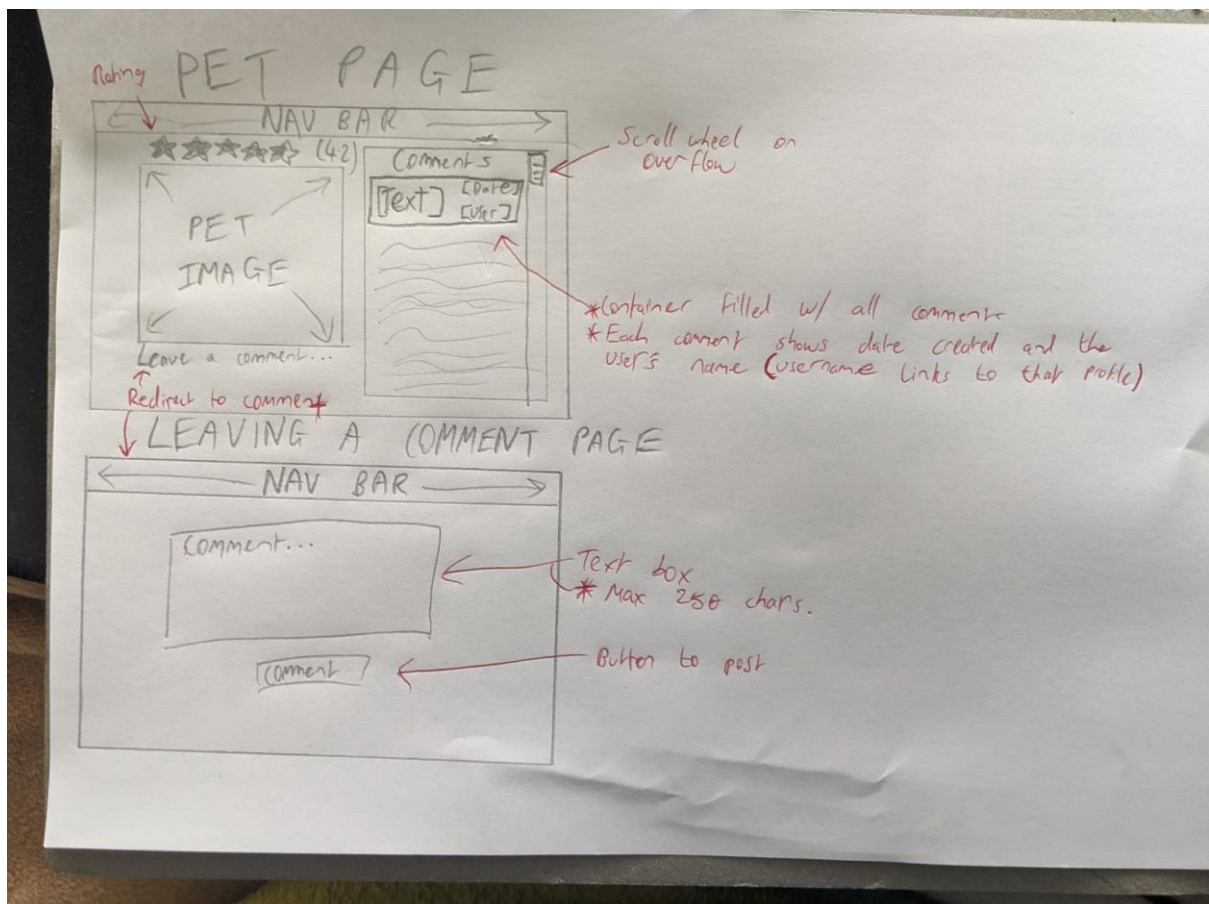 PET PAGE
Rating
NAV BAR
(42)
Comments
[Text] [Date]
[User]
PET
IMAGE
Leave a comment...
Redirect to comment
Scroll wheel on
overflow
*Container filled w/ all comments
*Each comment shows date created and the
user's name (username links to that profile)
LEAVING A COMMENT PAGE
NAV BAR
Comment...
Comment
Text box
* Max 250 chars.
Button to post